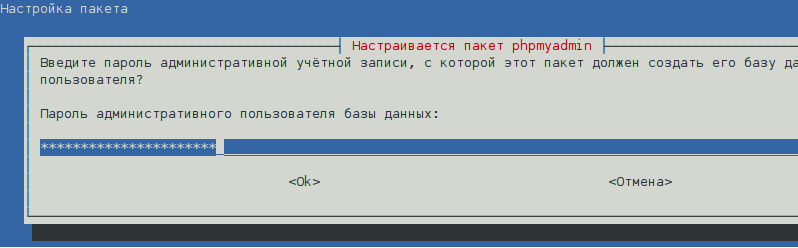 Настройка пакета
Настраивается пакет phpmyadmin
Введите пароль административной учётной записи, с которой этот пакет должен создать его базу да
пользователя?
Пароль административного пользователя базы данных:
**********************
<Ok> <Отмена>